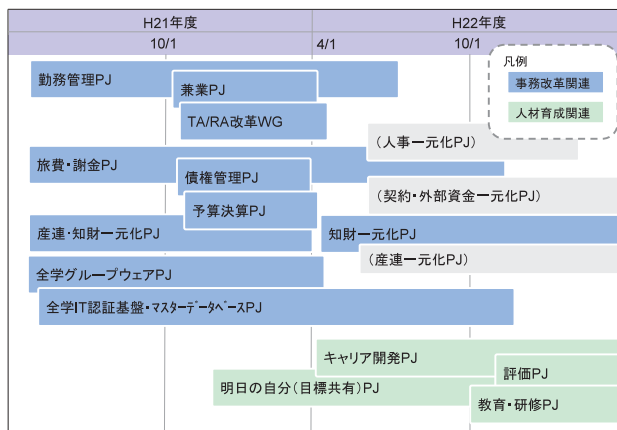 H21年度
H22年度
10/1
4/1
10/1
凡例
事務改革関連
人材育成関連
勤務管理PJ
兼業PJ
TA/RA改革WG
(人事一元化PJ)
旅費・謝金PJ
債権管理PJ
(契約・外部資金一元化PJ)
予算決算PJ
産連・知財一元化PJ
知財一元化PJ
(産連一元化PJ)
全学グループウェアPJ
全学IT認証基盤・マスターデータベースPJ
キャリア開発PJ
評価PJ
明日の自分(目標共有)PJ
教育・研修PJ